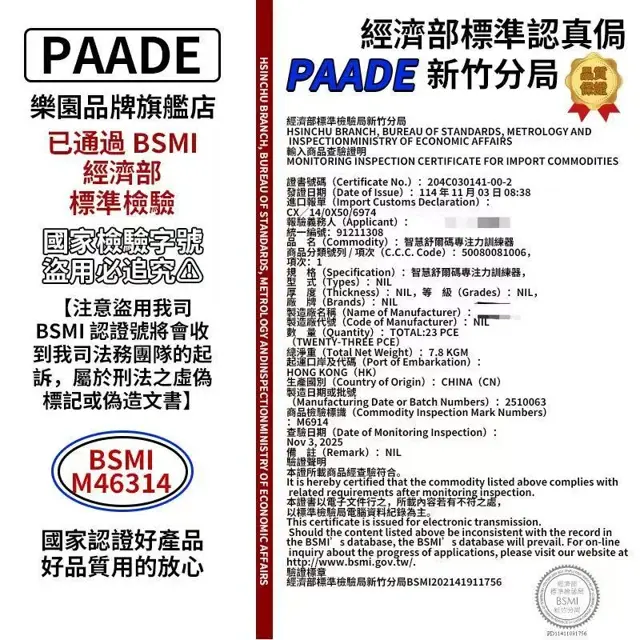 PAADE
樂園品牌旗艦店
已通過 BSMI
經濟部
標準檢驗
國家檢驗字號
盜用必追究⚠
【注意盜用我司
BSMI 認證號將會收
到我司法務團隊的起
訴，屬於刑法之虛偽
標記或偽造文書】
BSMI
M46314
國家認證好產品
好品質用的放心
HSINCHU BRANCH, BUREAU OF STANDARDS, METROLOGY ANDINSPECTIONMINISTRY OF ECONOMIC AFFAIRS
經濟部標準認真侷
PAADE 新竹分局
品質
保證
經濟部標準檢驗局新竹分局
HSINCHU BRANCH, BUREAU OF STANDARDS, METROLOGY AND
INSPECTIONMINISTRY OF ECONOMIC AFFAIRS
輸入商品查驗證明
MONITORING INSPECTION CERTIFICATE FOR IMPORT COMMODITIES
證書號碼（Certificate No.）：204C030141-00-2
發證日期（Date of Issue）：114 年 11 月 03 日 08:38
進口報單（Import Customs Declaration）：
CX／14/0X50/6974
報驗義務人（Applicant）：
統一編號：91211308
品　名（Commodity）：智慧舒爾碼專注力訓練器
商品分類號列 / 項次（C.C.C. Code）：50080081006，
項次：1
規　格（Specification）：智慧舒爾碼專注力訓練器，
型　式（Types）：NIL
厚　度（Thickness）：NIL，等　級（Grades）：NIL，
廠　牌（Brands）：NIL
製造廠名稱（Name of Manufacturer）：
製造廠代號（Code of Manufacturer）：NIL
數　量（Quantity）：TOTAL:23 PCE
（TWENTY-THREE PCE）
總淨重（Total Net Weight）：7.8 KGM
起運口岸及代碼（Port of Embarkation）：
HONG KONG（HK）
生產國別（Country of Origin）：CHINA（CN）
製造日期或批號
（Manufacturing Date or Batch Numbers）：2510063
商品檢驗標識（Commodity Inspection Mark Numbers）
：M6914
查驗日期（Date of Monitoring Inspection）：
Nov 3, 2025
備　註（Remark）：NIL
驗證聲明
本證所載商品經查驗符合。
It is hereby certified that the commodity listed above complies with
related requirements after monitoring inspection.
本證書以電子文件行之，所載內容若有不符之處，
以標準檢驗局電腦資料紀錄為主。
This certificate is issued for electronic transmission.
Should the content listed above be inconsistent with the record in
the BSMI's database, the BSMI's database will prevail. For on-line
inquiry about the progress of applications, please visit our website at
http://www.bsmi.gov.tw/.
驗證標章
經濟部標準檢驗局新竹分局BSMI202141911756
經濟部
標準檢驗局
BSMI
新竹分局